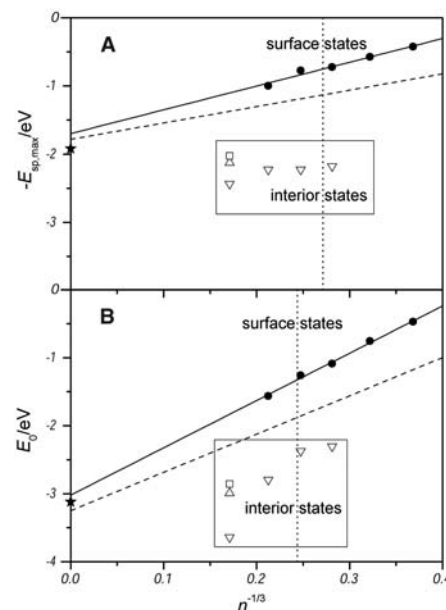 0
A
surface states
-1
-E_sp,max/eV
-2
interior states
-3
0
B
surface states
-1
E_0/eV
-2
-3
interior states
-4
0.0 0.1 0.2 0.3 0.4
n^-1/3